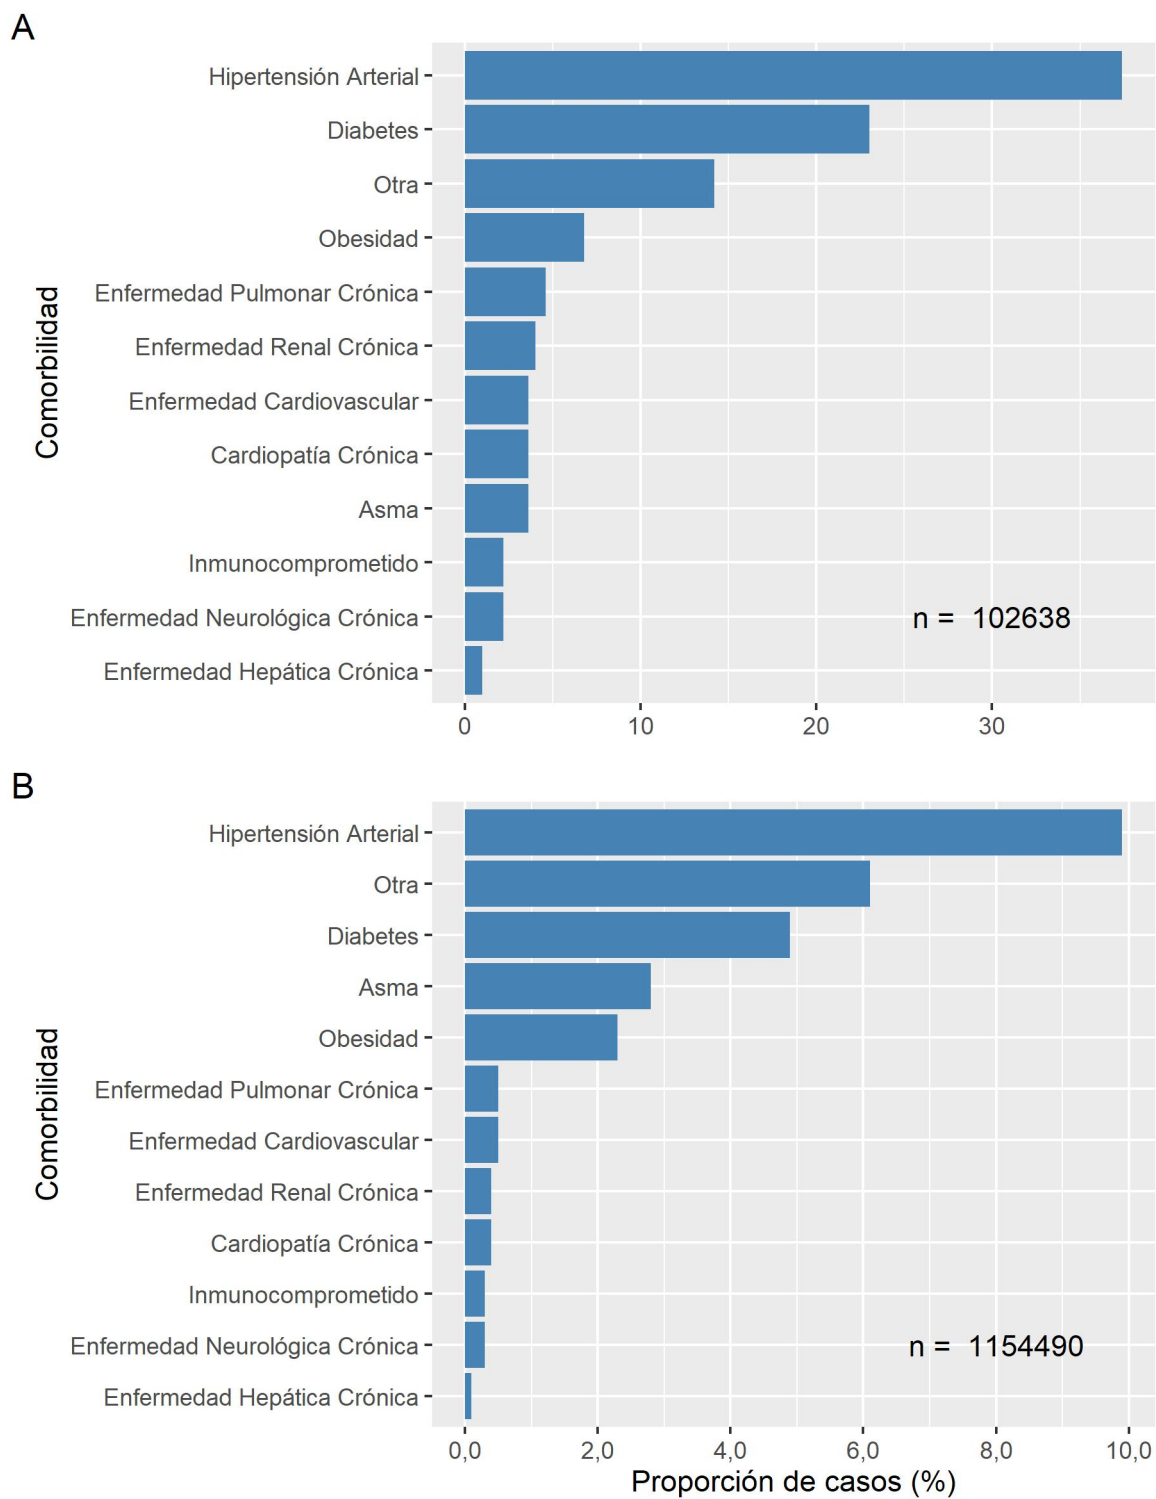 A
Hipertensión Arterial
Diabetes
Otra
Obesidad
Enfermedad Pulmonar Crónica
Enfermedad Renal Crónica
Enfermedad Cardiovascular
Cardiopatía Crónica
Asma
Inmunocomprometido
Enfermedad Neurológica Crónica
Enfermedad Hepática Crónica
Comorbilidad
n = 102638
0 10 20 30
B
Hipertensión Arterial
Otra
Diabetes
Asma
Obesidad
Enfermedad Pulmonar Crónica
Enfermedad Cardiovascular
Enfermedad Renal Crónica
Cardiopatía Crónica
Inmunocomprometido
Enfermedad Neurológica Crónica
Enfermedad Hepática Crónica
Comorbilidad
n = 1154490
0,0 2,0 4,0 6,0 8,0 10,0
Proporción de casos (%)